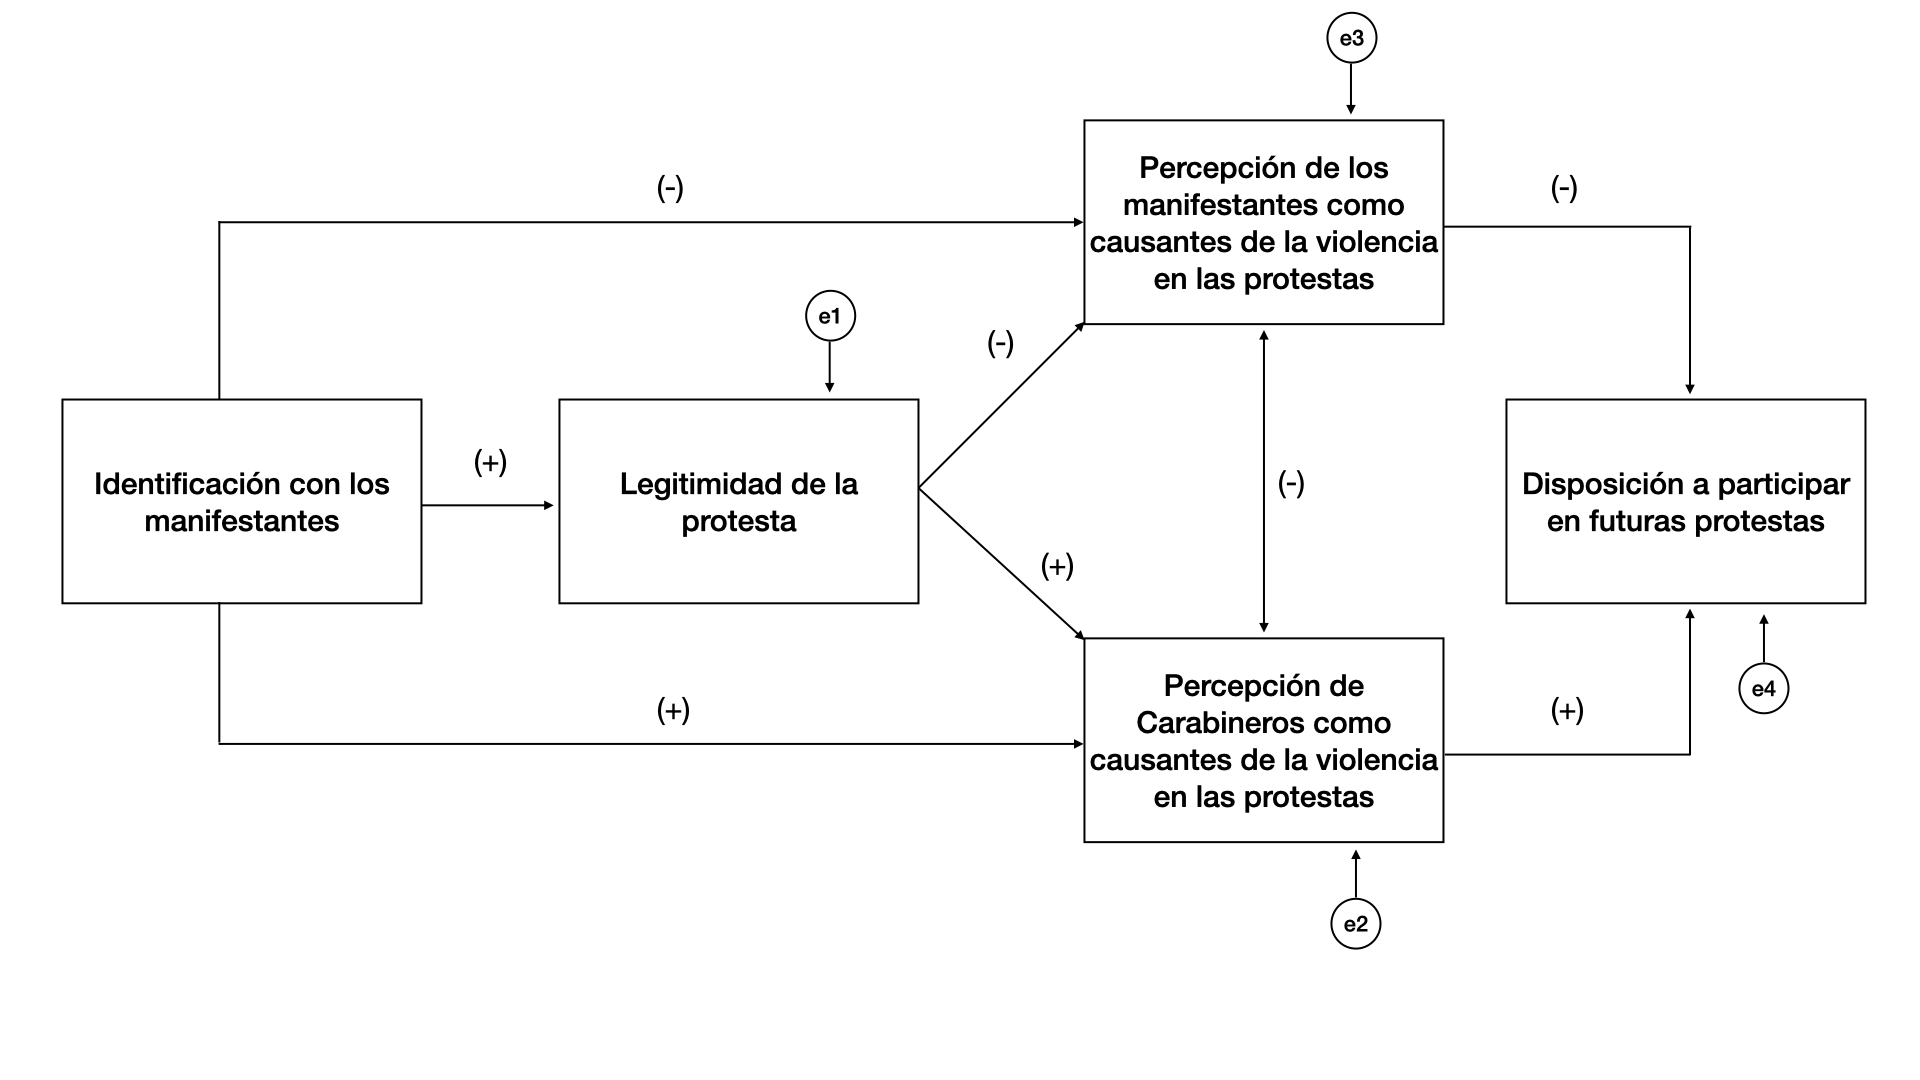 e3
Percepción de los
manifestantes como
causantes de la violencia
en las protestas
(-)
(-)
e1
(-)
Identificación con los
manifestantes
(+)
Legitimidad de la
protesta
(-)
Disposición a participar
en futuras protestas
(+)
Percepción de
Carabineros como
causantes de la violencia
en las protestas
(+)
(+)
e4
e2